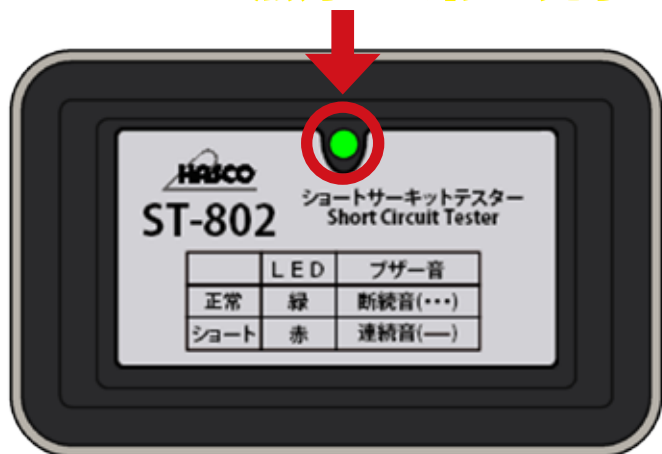 HASCO
ST-802
ショートサーキットテスター
Short Circuit Tester
LED ブザー音
正常 緑 断続音(･･･)
ショート 赤 連続音(―)